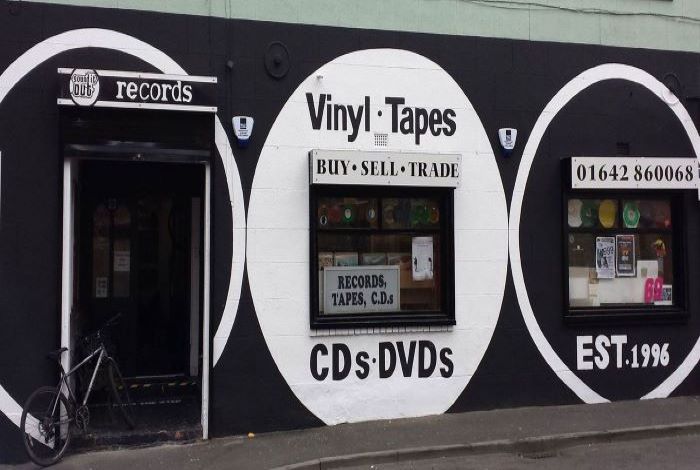 sound it
out
records
Vinyl · Tapes
BUY · SELL · TRADE
RECORDS,
TAPES, C.Ds
CDs · DVDs
01642 860068
EST. 1996